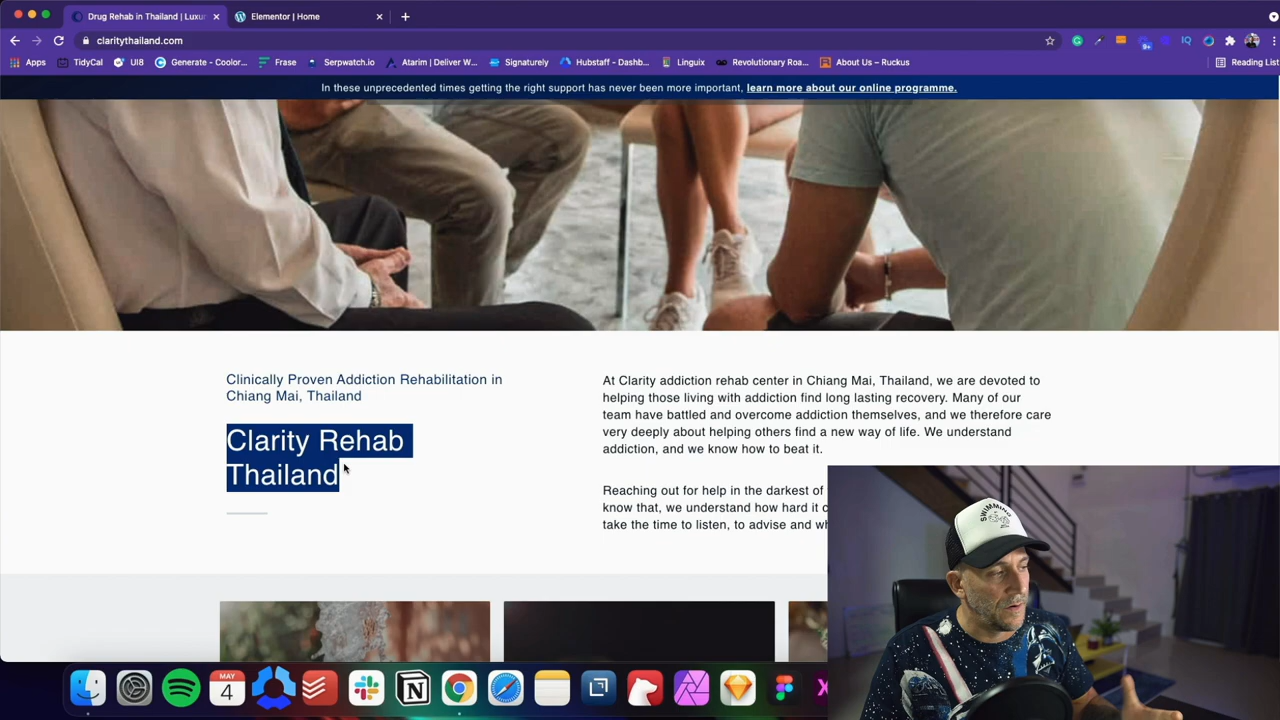 Drug Rehab in Thailand | Luxur
Elementor | Home
claritythailand.com
Apps
TidyCal
UI8
Generate - Coolor...
Frase
Serpwatch.io
Atarim | Deliver W...
Signaturely
Hubstaff - Dashb...
Linguix
Revolutionary Roa...
About Us – Ruckus
Reading List
In these unprecedented times getting the right support has never been more important, learn more about our online programme.
Clinically Proven Addiction Rehabilitation in
Chiang Mai, Thailand
Clarity Rehab
Thailand
At Clarity addiction rehab center in Chiang Mai, Thailand, we are devoted to
helping those living with addiction find long lasting recovery. Many of our
team have battled and overcome addiction themselves, and we therefore care
very deeply about helping others find a new way of life. We understand
addiction, and we know how to beat it.
Reaching out for help in the darkest of
know that, we understand how hard it c
take the time to listen, to advise and wh
SWIMMING
MAY
4